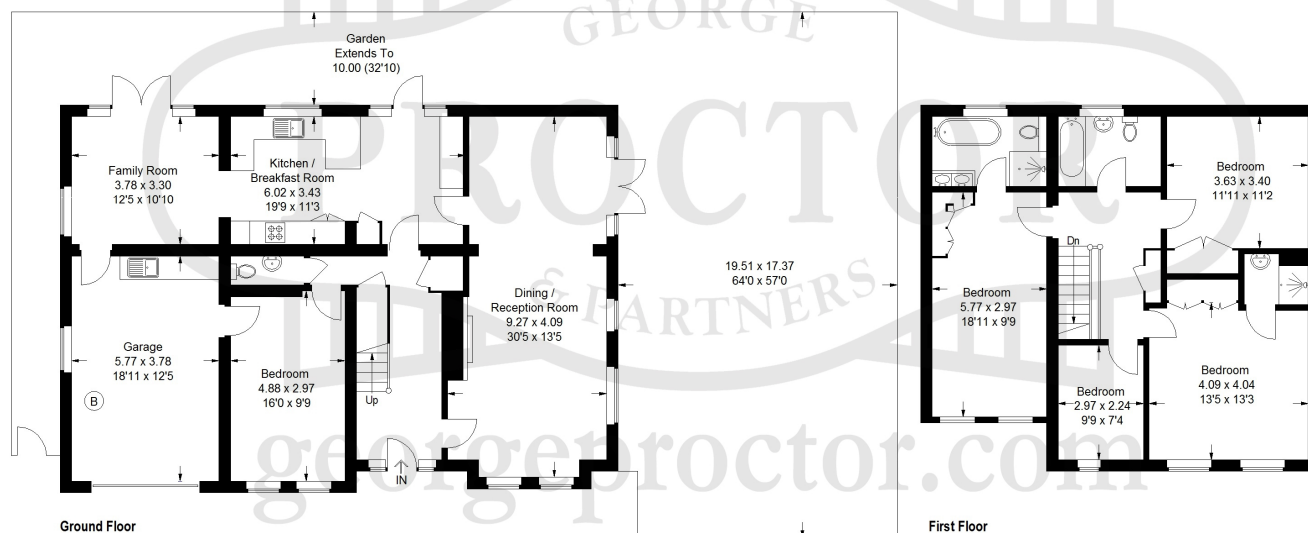 GEORGE
PROCTOR
& PARTNERS
georgeproctor.com
Garden
Extends To
10.00 (32'10)
Family Room
3.78 x 3.30
12'5 x 10'10
Kitchen /
Breakfast Room
6.02 x 3.43
19'9 x 11'3
19.51 x 17.37
64'0 x 57'0
Dining /
Reception Room
9.27 x 4.09
30'5 x 13'5
Garage
5.77 x 3.78
18'11 x 12'5
B
Bedroom
4.88 x 2.97
16'0 x 9'9
Up
IN
Ground Floor
Bedroom
3.63 x 3.40
11'11 x 11'2
Dn
Bedroom
5.77 x 2.97
18'11 x 9'9
Bedroom
2.97 x 2.24
9'9 x 7'4
Bedroom
4.09 x 4.04
13'5 x 13'3
First Floor